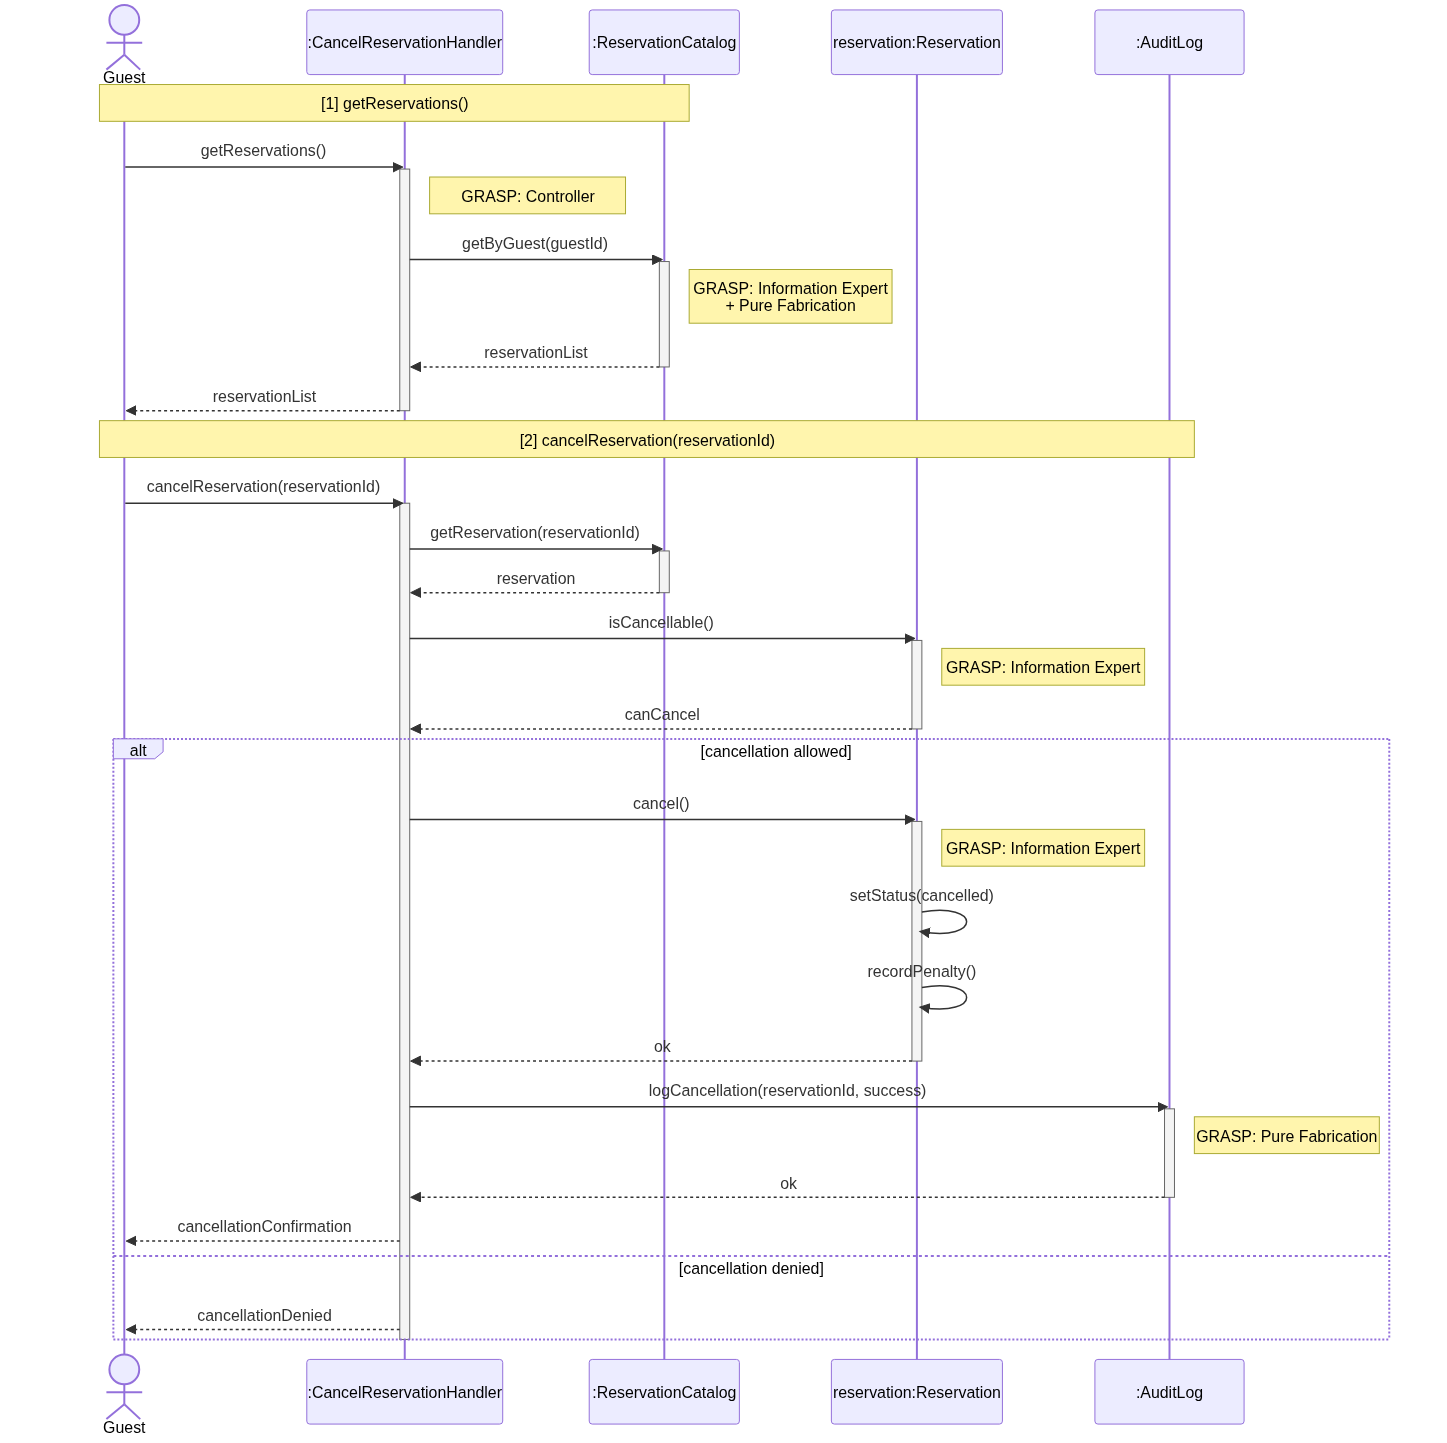 :CancelReservationHandler
:ReservationCatalog
reservation:Reservation
:AuditLog
Guest
[1] getReservations()
getReservations()
GRASP: Controller
getByGuest(guestId)
GRASP: Information Expert
+ Pure Fabrication
reservationList
reservationList
[2] cancelReservation(reservationId)
cancelReservation(reservationId)
getReservation(reservationId)
reservation
isCancellable()
GRASP: Information Expert
canCancel
alt
[cancellation allowed]
cancel()
GRASP: Information Expert
setStatus(cancelled)
recordPenalty()
ok
logCancellation(reservationId, success)
GRASP: Pure Fabrication
ok
cancellationConfirmation
[cancellation denied]
cancellationDenied
:CancelReservationHandler
:ReservationCatalog
reservation:Reservation
:AuditLog
Guest